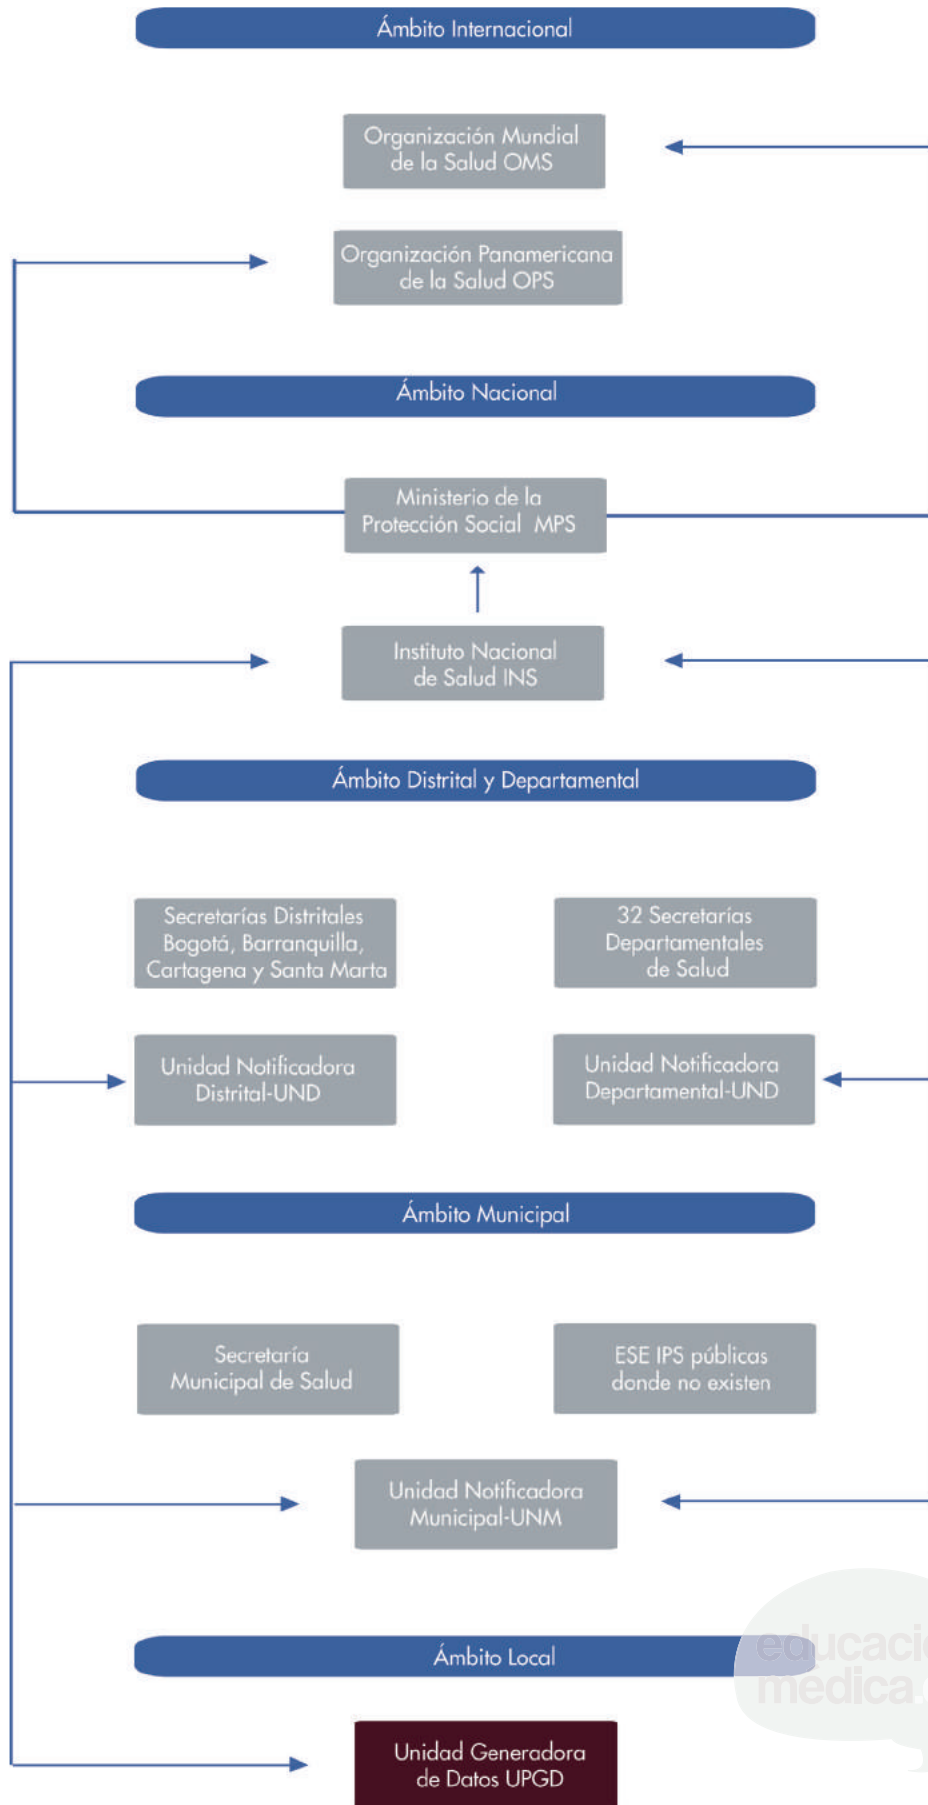 Ámbito Internacional
Organización Mundial
de la Salud OMS
Organización Panamericana
de la Salud OPS
Ámbito Nacional
Ministerio de la
Protección Social MPS
Instituto Nacional
de Salud INS
Ámbito Distrital y Departamental
Secretarías Distritales
Bogotá, Barranquilla,
Cartagena y Santa Marta
32 Secretarías
Departamentales
de Salud
Unidad Notificadora
Distrital-UND
Unidad Notificadora
Departamental-UND
Ámbito Municipal
Secretaría
Municipal de Salud
ESE IPS públicas
donde no existen
Unidad Notificadora
Municipal-UNM
Ámbito Local
Unidad Generadora
de Datos UPGD
educaci
médica